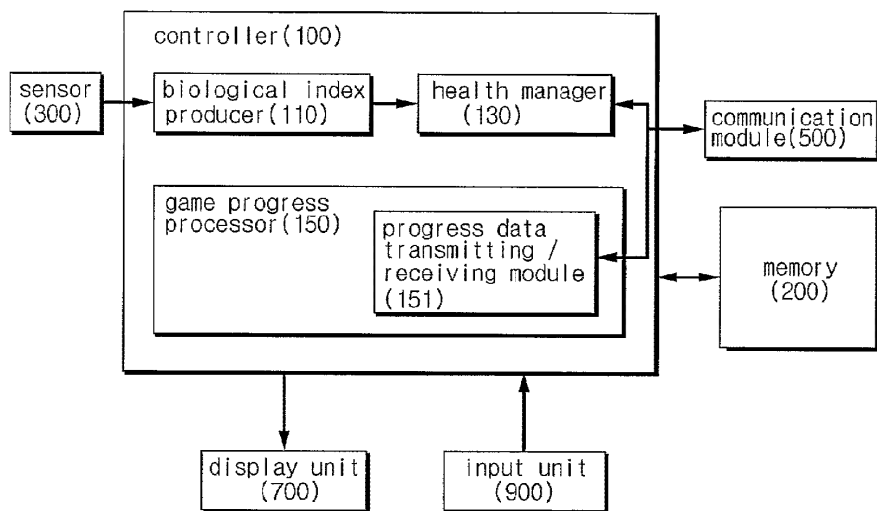 controller(100)
sensor
(300)
biological index
producer(110)
health manager
(130)
communication
module(500)
game progress
processor(150)
progress data
transmitting /
receiving module
(151)
memory
(200)
display unit
(700)
input unit
(900)